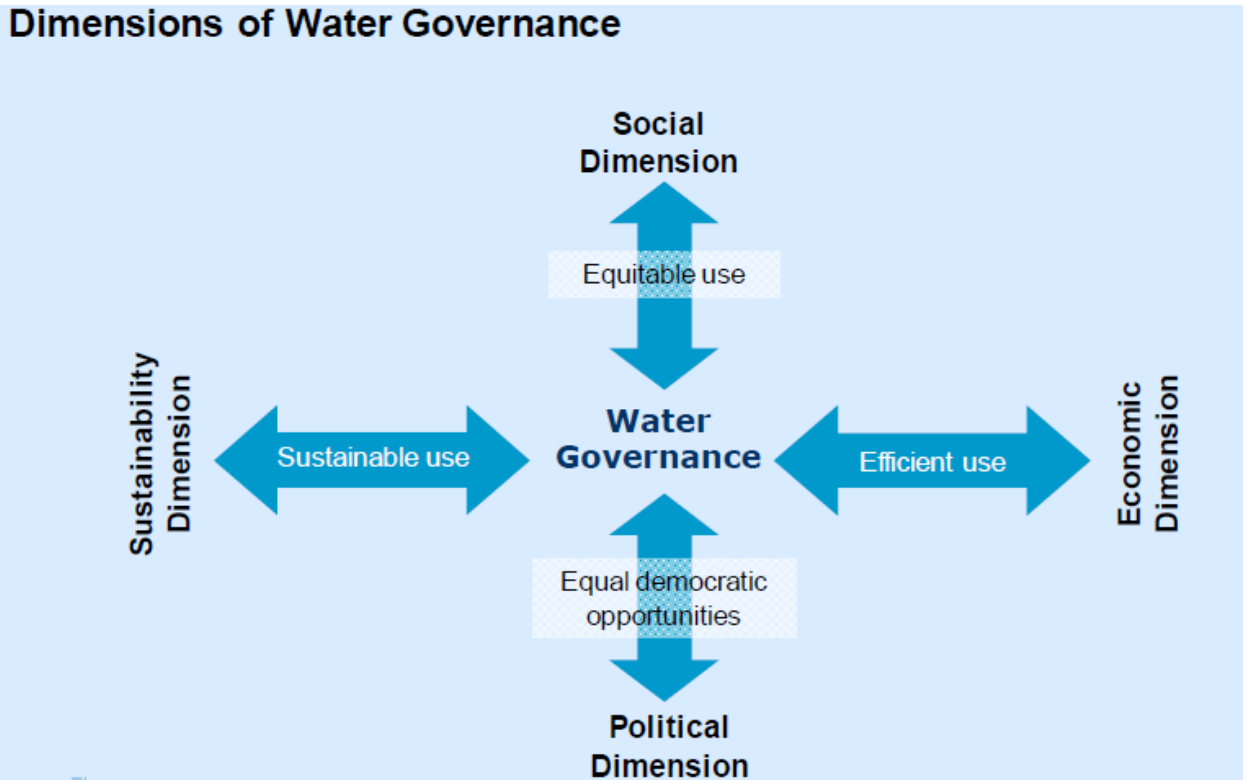 Dimensions of Water Governance
Social
Dimension
Equitable use
Sustainability
Dimension
Sustainable use
Water
Governance
Efficient use
Economic
Dimension
Equal democratic
opportunities
Political
Dimension